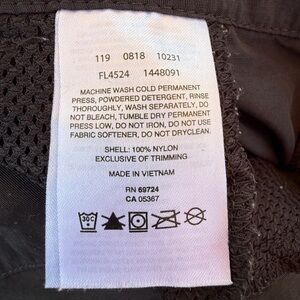 119 0818 10231
FL4524 1448091
MACHINE WASH COLD PERMANENT
PRESS, POWDERED DETERGENT, RINSE
THOROUGHLY, WASH SEPARATELY, DO
NOT BLEACH, TUMBLE DRY PERMANENT
PRESS LOW, DO NOT IRON, DO NOT USE
FABRIC SOFTENER, DO NOT DRYCLEAN.
SHELL: 100% NYLON
EXCLUSIVE OF TRIMMING
MADE IN VIETNAM
RN 69724
CA 05367
30C